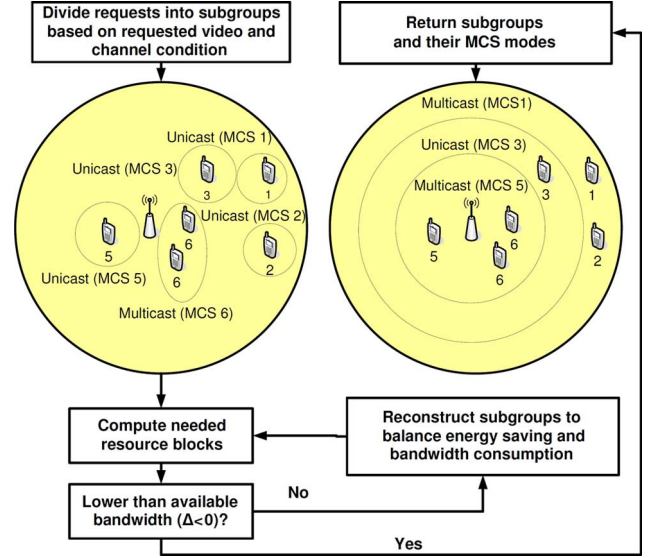 Divide requests into subgroups
based on requested video and
channel condition
Return subgroups
and their MCS modes
Unicast (MCS 1)
Unicast (MCS 3)
3
1
Unicast (MCS 2)
6
5
6
2
Unicast (MCS 5)
Multicast (MCS 6)
Multicast (MCS1)
Unicast (MCS 3)
Multicast (MCS 5)
3
1
6
5
6
2
Compute needed
resource blocks
Reconstruct subgroups to
balance energy saving and
bandwidth consumption
Lower than available
bandwidth (Δ<0)?
No
Yes